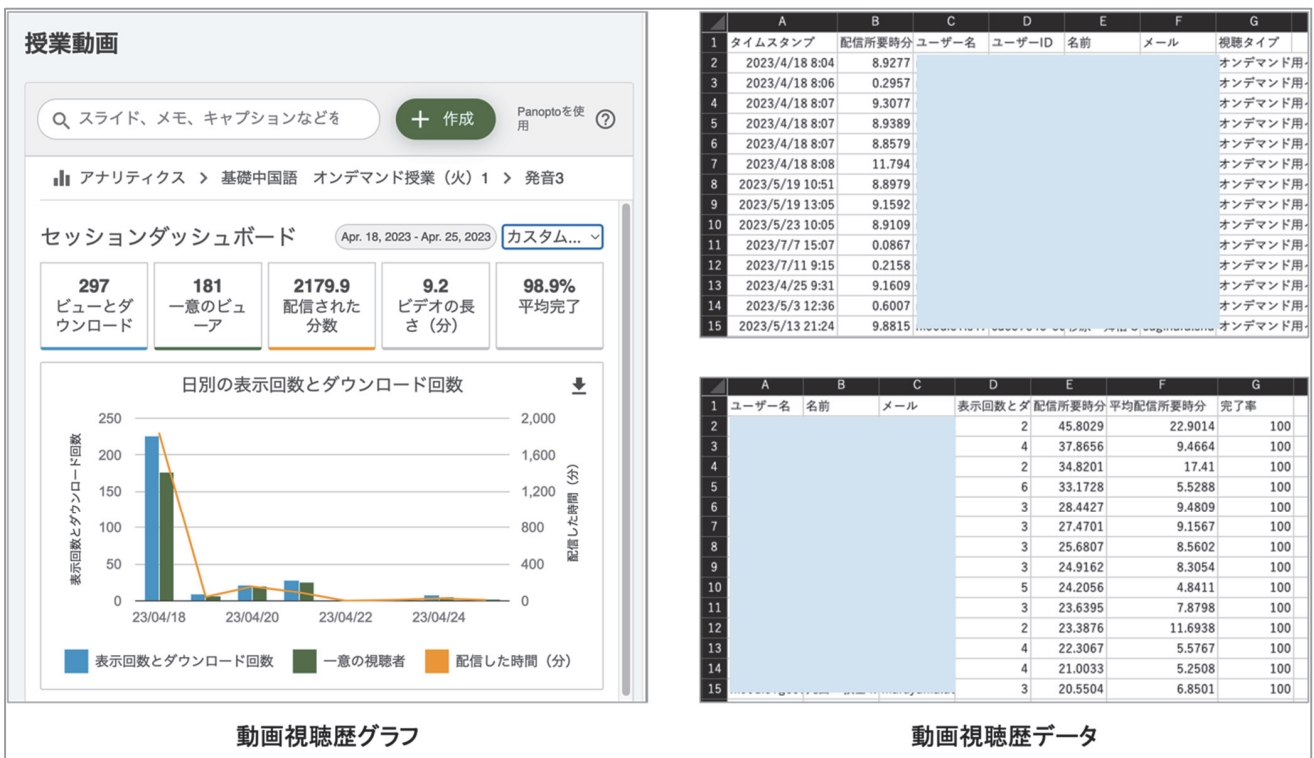 授業動画
スライド、メモ、キャプションなどを
+ 作成
Panoptoを使
用
?
アナリティクス > 基礎中国語 オンデマンド授業(火)1 > 発音3
セッションダッシュボード
Apr. 18, 2023 - Apr. 25, 2023
カスタム...
297
ビューとダ
ウンロード
181
一意のビュ
ーア
2179.9
配信された
分数
9.2
ビデオの長
さ(分)
98.9%
平均完了
日別の表示回数とダウンロード回数
表示回数とダウンロード回数
250
200
150
100
50
0
2,000
1,600
1,200
800
400
0
配信した時間(分)
23/04/18 23/04/20 23/04/22 23/04/24
表示回数とダウンロード回数 一意の視聴者 配信した時間(分)
動画視聴歴グラフ
A B C D E F G
1 タイムスタンプ 配信所要時分 ユーザー名 ユーザーID 名前 メール 視聴タイプ
2 2023/4/18 8:04 8.9277 オンデマンド用
3 2023/4/18 8:06 0.2957 オンデマンド用
4 2023/4/18 8:07 9.3077 オンデマンド用
5 2023/4/18 8:07 8.9389 オンデマンド用
6 2023/4/18 8:07 8.8579 オンデマンド用
7 2023/4/18 8:08 11.794 オンデマンド用
8 2023/5/19 10:51 8.8979 オンデマンド用
9 2023/5/19 13:05 9.1592 オンデマンド用
10 2023/5/23 10:05 8.9109 オンデマンド用
11 2023/7/7 15:07 0.0867 オンデマンド用
12 2023/7/11 9:15 0.2158 オンデマンド用
13 2023/4/25 9:31 9.1609 オンデマンド用
14 2023/5/3 12:36 0.6007 オンデマンド用
15 2023/5/13 21:24 9.8815 オンデマンド用
A B C D E F G
1 ユーザー名 名前 メール 表示回数とダ 配信所要時分 平均配信所要時分 完了率
2 2 45.8029 22.9014 100
3 4 37.8656 9.4664 100
4 2 34.8201 17.41 100
5 6 33.1728 5.5288 100
6 3 28.4427 9.4809 100
7 3 27.4701 9.1567 100
8 3 25.6807 8.5602 100
9 3 24.9162 8.3054 100
10 5 24.2056 4.8411 100
11 3 23.6395 7.8798 100
12 2 23.3876 11.6938 100
13 4 22.3067 5.5767 100
14 4 21.0033 5.2508 100
15 3 20.5504 6.8501 100
動画視聴歴データ